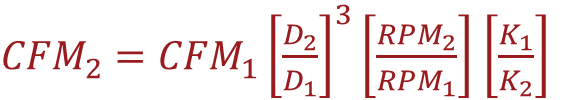 CFM₂ = CFM₁ [D₂/D₁]³ [RPM₂/RPM₁] [K₁/K₂]